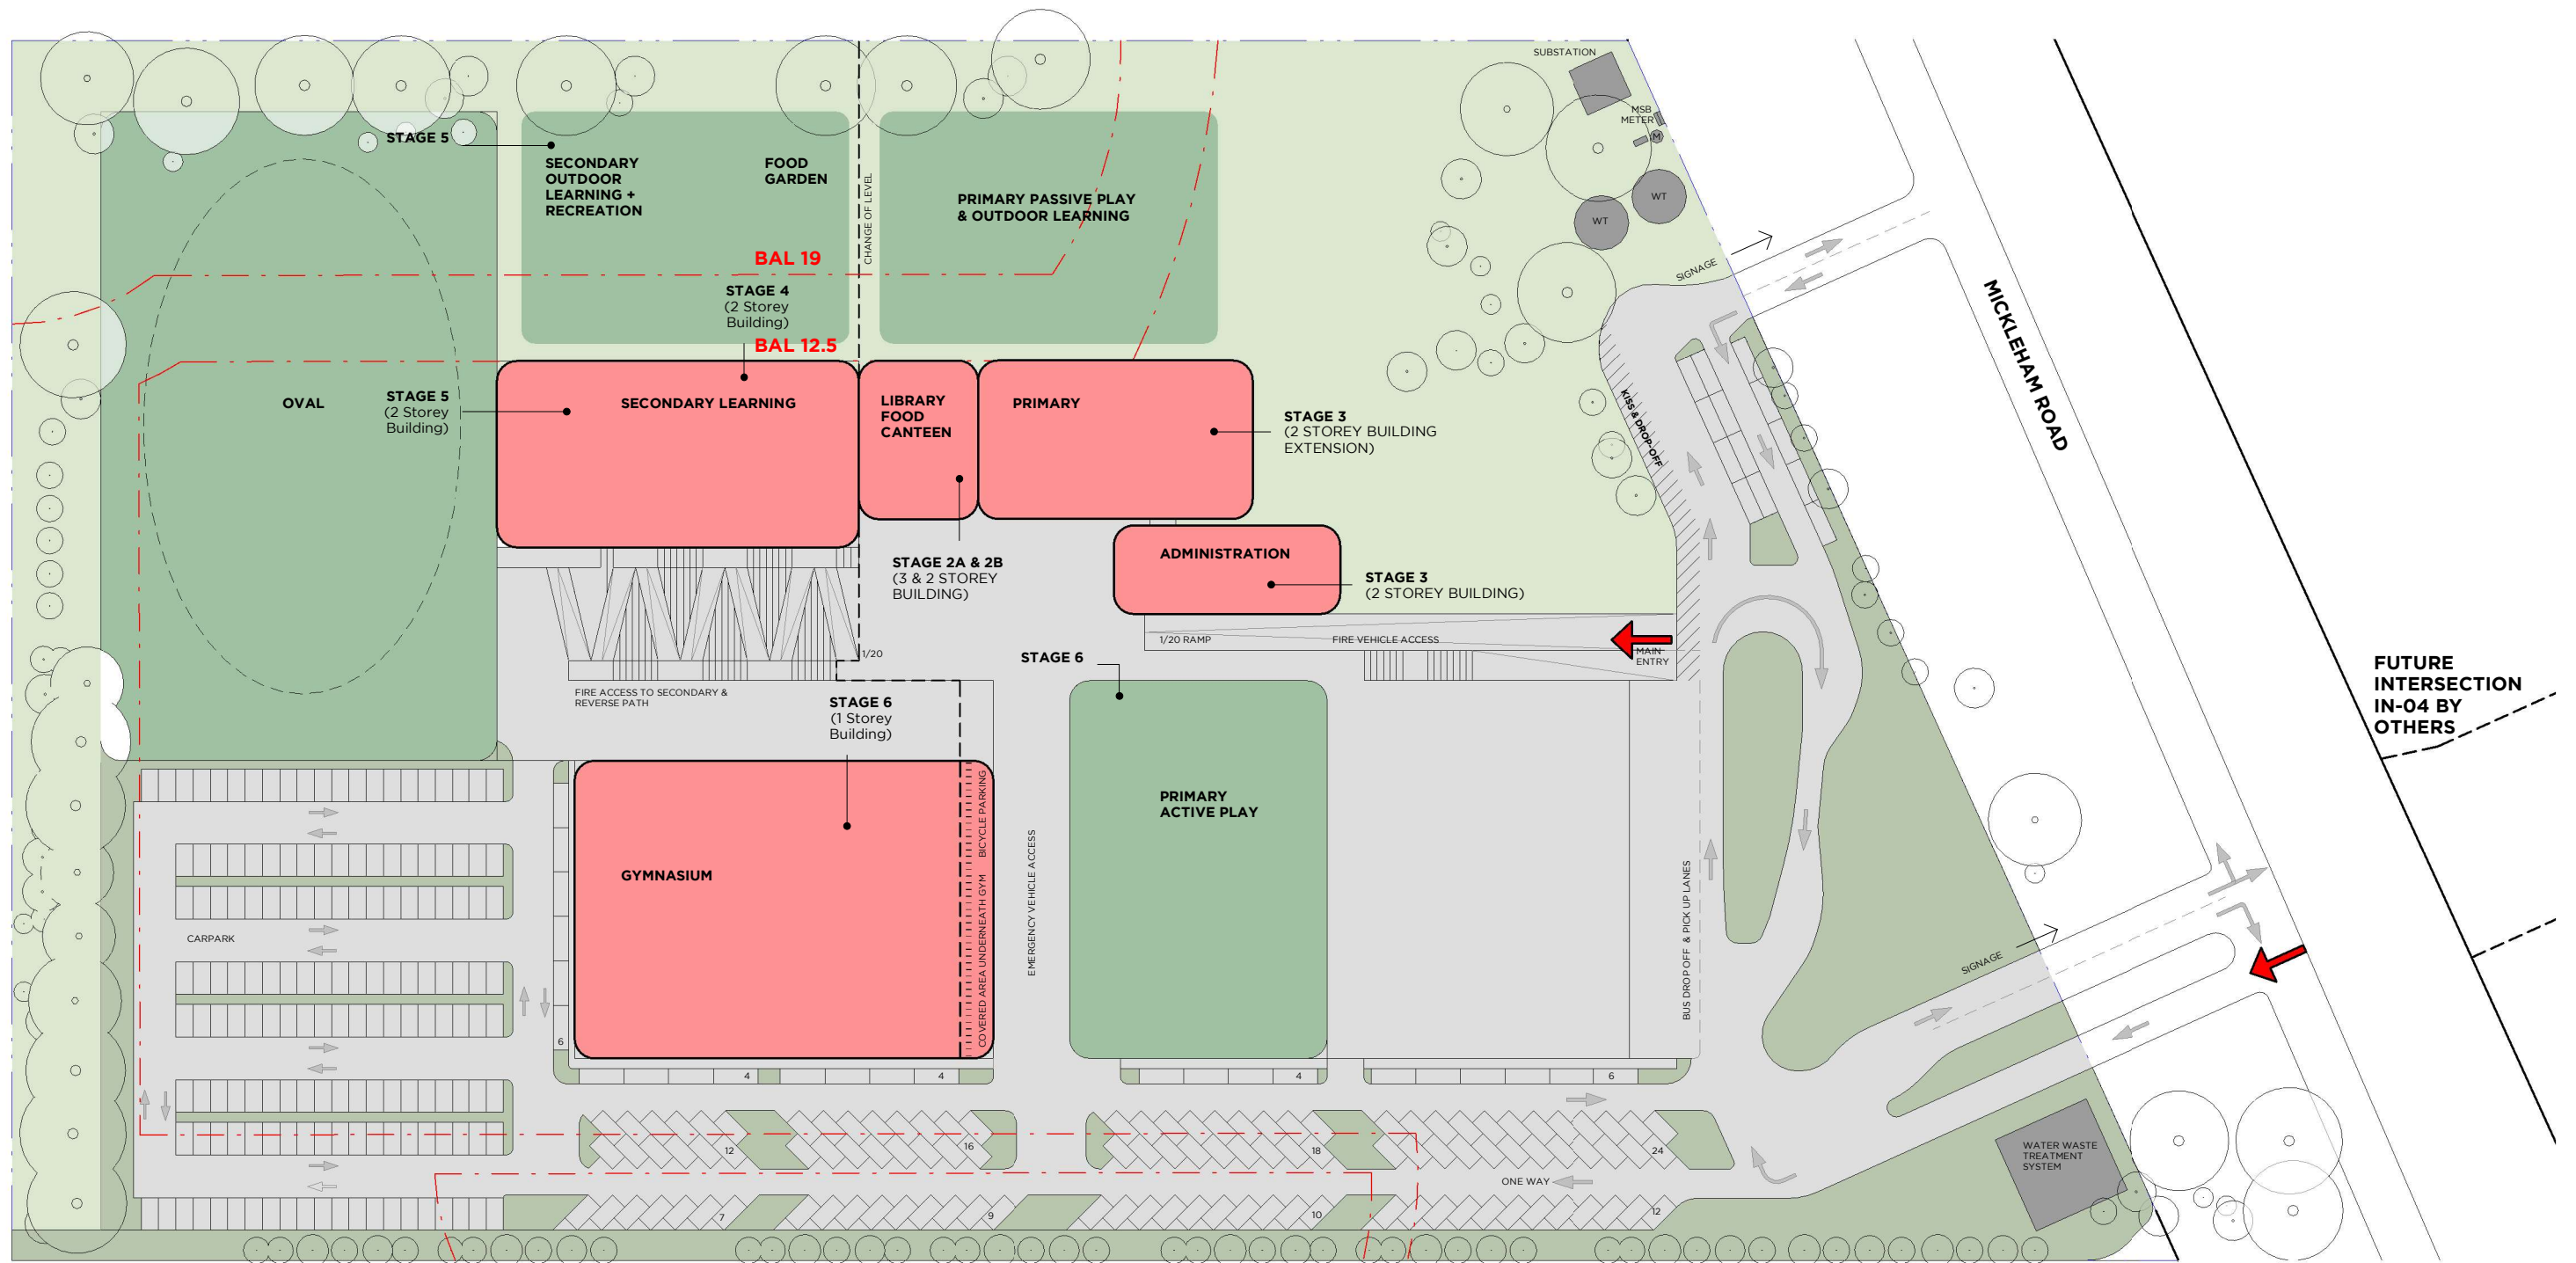 SUBSTATION
MSB
METER
M
WT
WT
STAGE 5
SECONDARY
OUTDOOR
LEARNING +
RECREATION
FOOD
GARDEN
CHANGE OF LEVEL
PRIMARY PASSIVE PLAY
& OUTDOOR LEARNING
BAL 19
STAGE 4
(2 Storey
Building)
BAL 12.5
SIGNAGE
MICKLEHAM ROAD
KISS & DROP-OFF
OVAL
STAGE 5
(2 Storey
Building)
SECONDARY LEARNING
LIBRARY
FOOD
CANTEEN
PRIMARY
STAGE 3
(2 STOREY BUILDING
EXTENSION)
STAGE 2A & 2B
(3 & 2 STOREY
BUILDING)
ADMINISTRATION
STAGE 3
(2 STOREY BUILDING)
1/20 RAMP
FIRE VEHICLE ACCESS
MAIN
ENTRY
1/20
STAGE 6
FIRE ACCESS TO SECONDARY &
REVERSE PATH
STAGE 6
(1 Storey
Building)
FUTURE
INTERSECTION
IN-04 BY
OTHERS
GYMNASIUM
COVERED AREA UNDERNEATH GYM
BICYCLE PARKING
EMERGENCY VEHICLE ACCESS
PRIMARY
ACTIVE PLAY
BUS DROP OFF & PICK UP LANES
SIGNAGE
CARPARK
6
4
4
4
6
12
16
18
24
ONE WAY
7
9
10
12
WATER WASTE
TREATMENT
SYSTEM